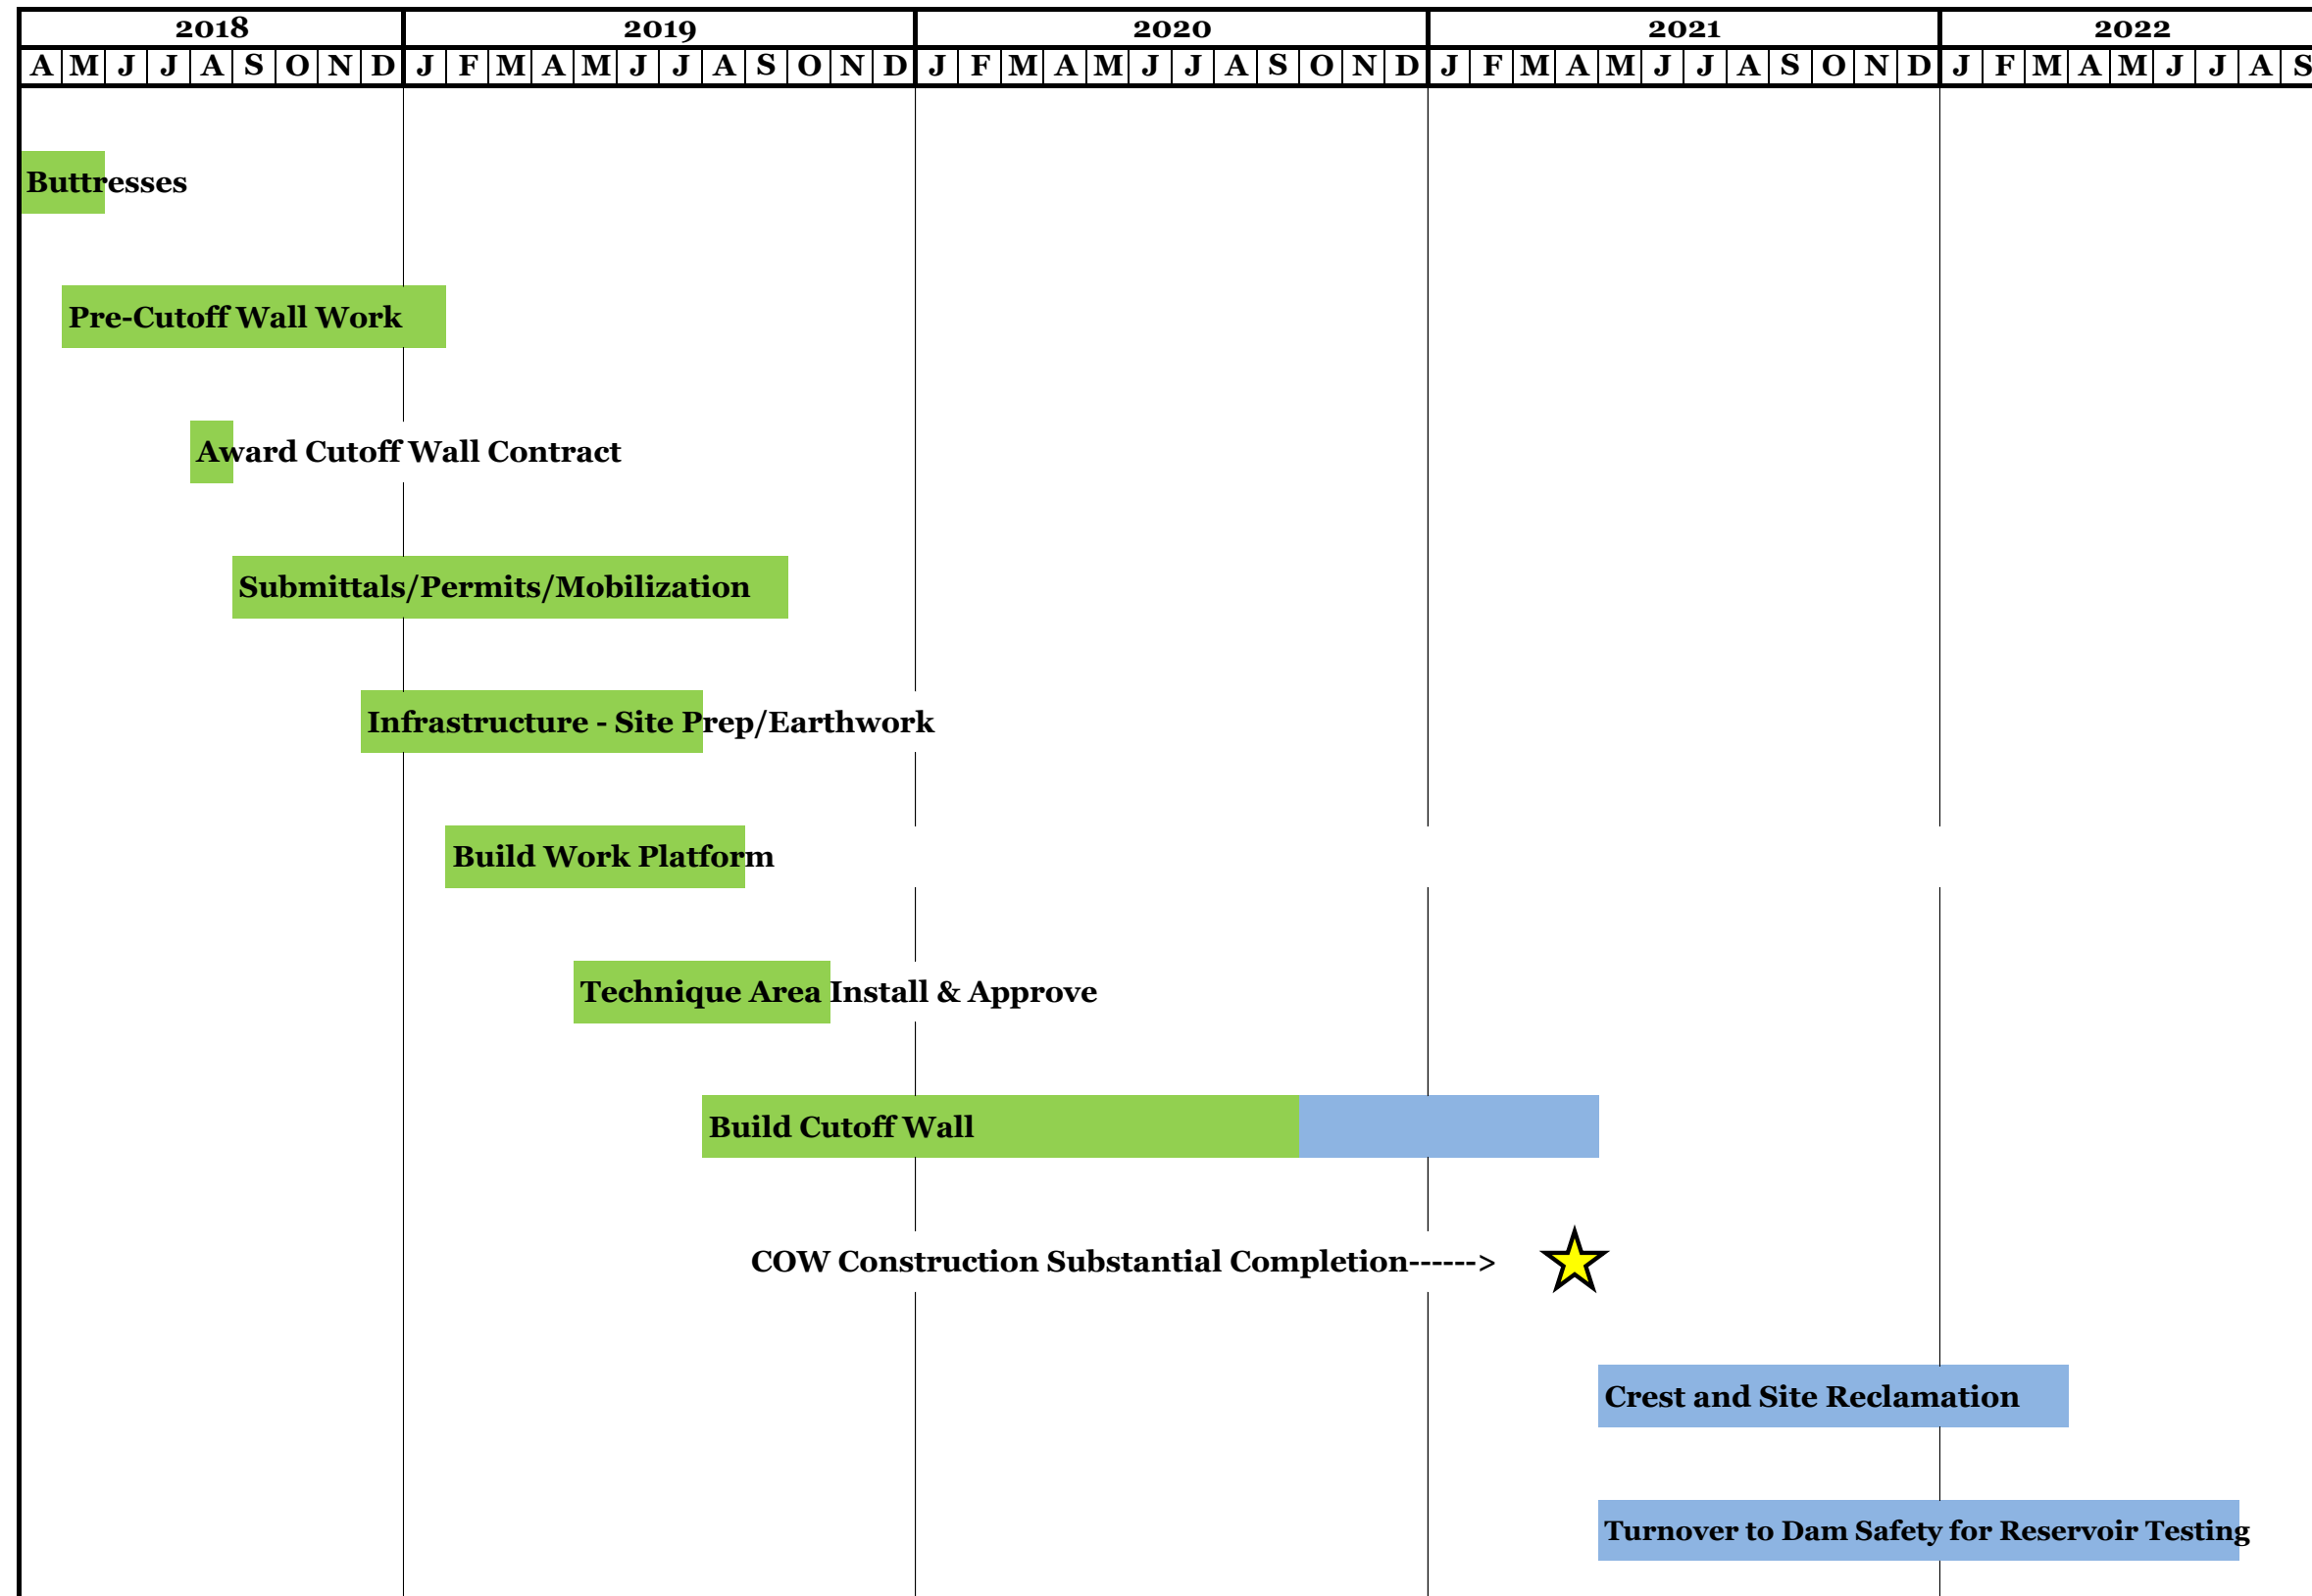 2018 2019 2020 2021 2022
A M J J A S O N D J F M A M J J A S O N D J F M A M J J A S O N D J F M A M J J A S O N D J F M A M J J A S
Buttresses
Pre-Cutoff Wall Work
Award Cutoff Wall Contract
Submittals/Permits/Mobilization
Infrastructure - Site Prep/Earthwork
Build Work Platform
Technique Area Install & Approve
Build Cutoff Wall
COW Construction Substantial Completion------>
Crest and Site Reclamation
Turnover to Dam Safety for Reservoir Testing